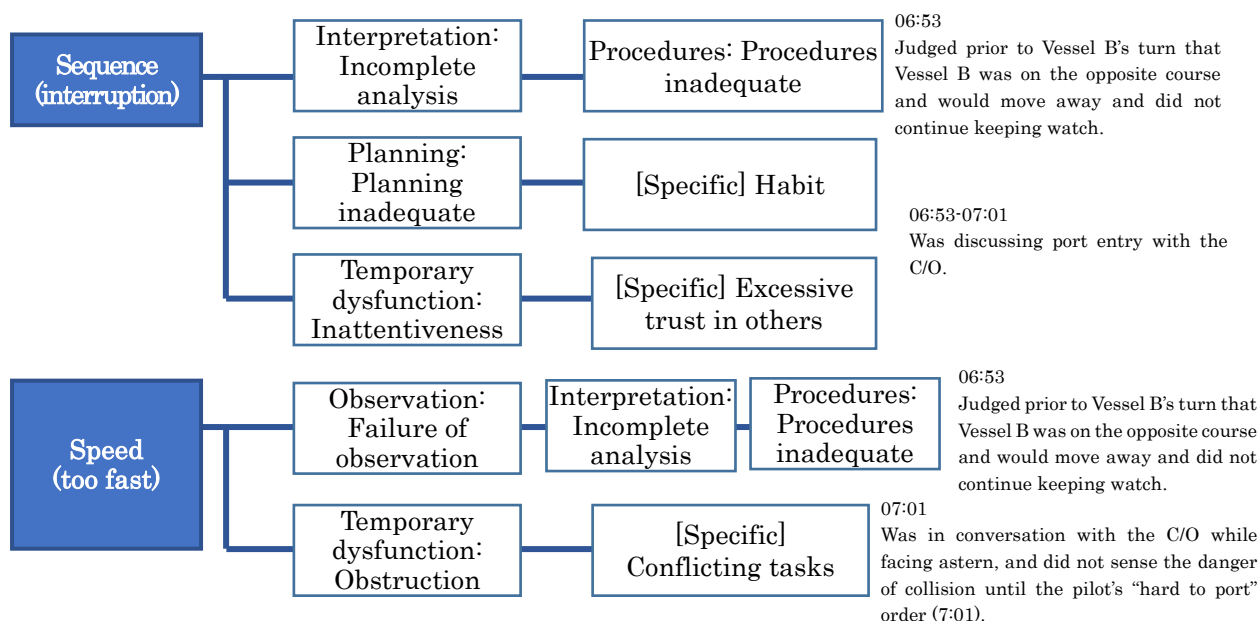 Sequence
(interruption)
Interpretation:
Incomplete
analysis
Procedures: Procedures
inadequate
06:53
Judged prior to Vessel B’s turn that
Vessel B was on the opposite course
and would move away and did not
continue keeping watch.
Planning:
Planning
inadequate
[Specific] Habit
06:53-07:01
Was discussing port entry with the
C/O.
Temporary
dysfunction:
Inattentiveness
[Specific] Excessive
trust in others
Speed
(too fast)
Observation:
Failure of
observation
Interpretation:
Incomplete
analysis
Procedures:
Procedures
inadequate
06:53
Judged prior to Vessel B’s turn that
Vessel B was on the opposite course
and would move away and did not
continue keeping watch.
Temporary
dysfunction:
Obstruction
[Specific]
Conflicting tasks
07:01
Was in conversation with the C/O while
facing astern, and did not sense the danger
of collision until the pilot’s “hard to port”
order (7:01).